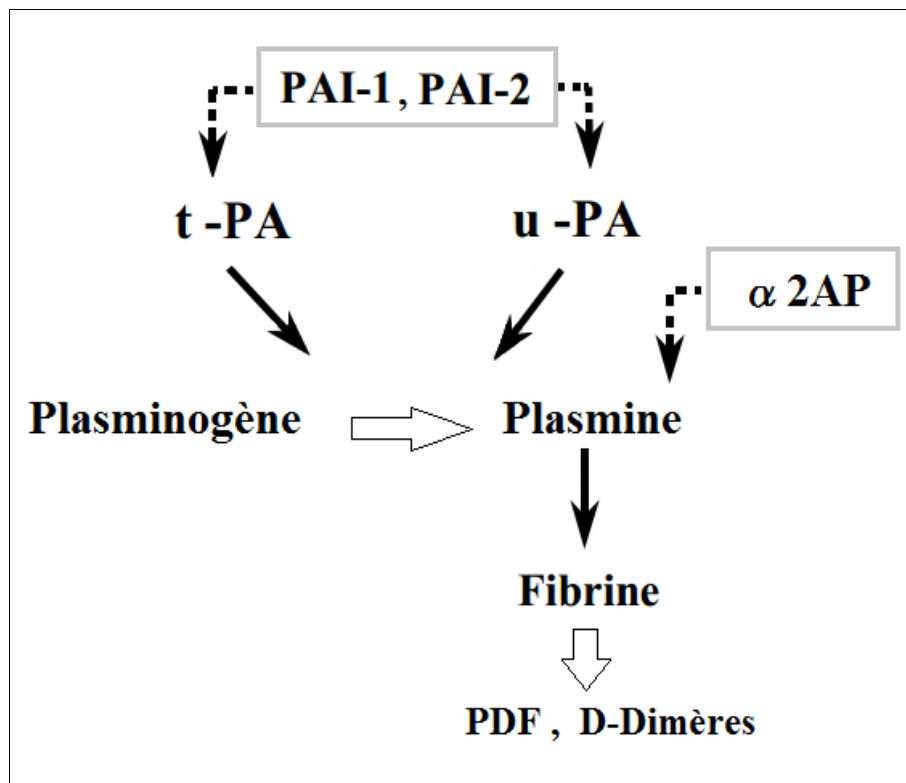 PAI-1, PAI-2
t -PA
u -PA
α 2AP
Plasminogène
Plasmine
Fibrine
PDF , D-Dimères